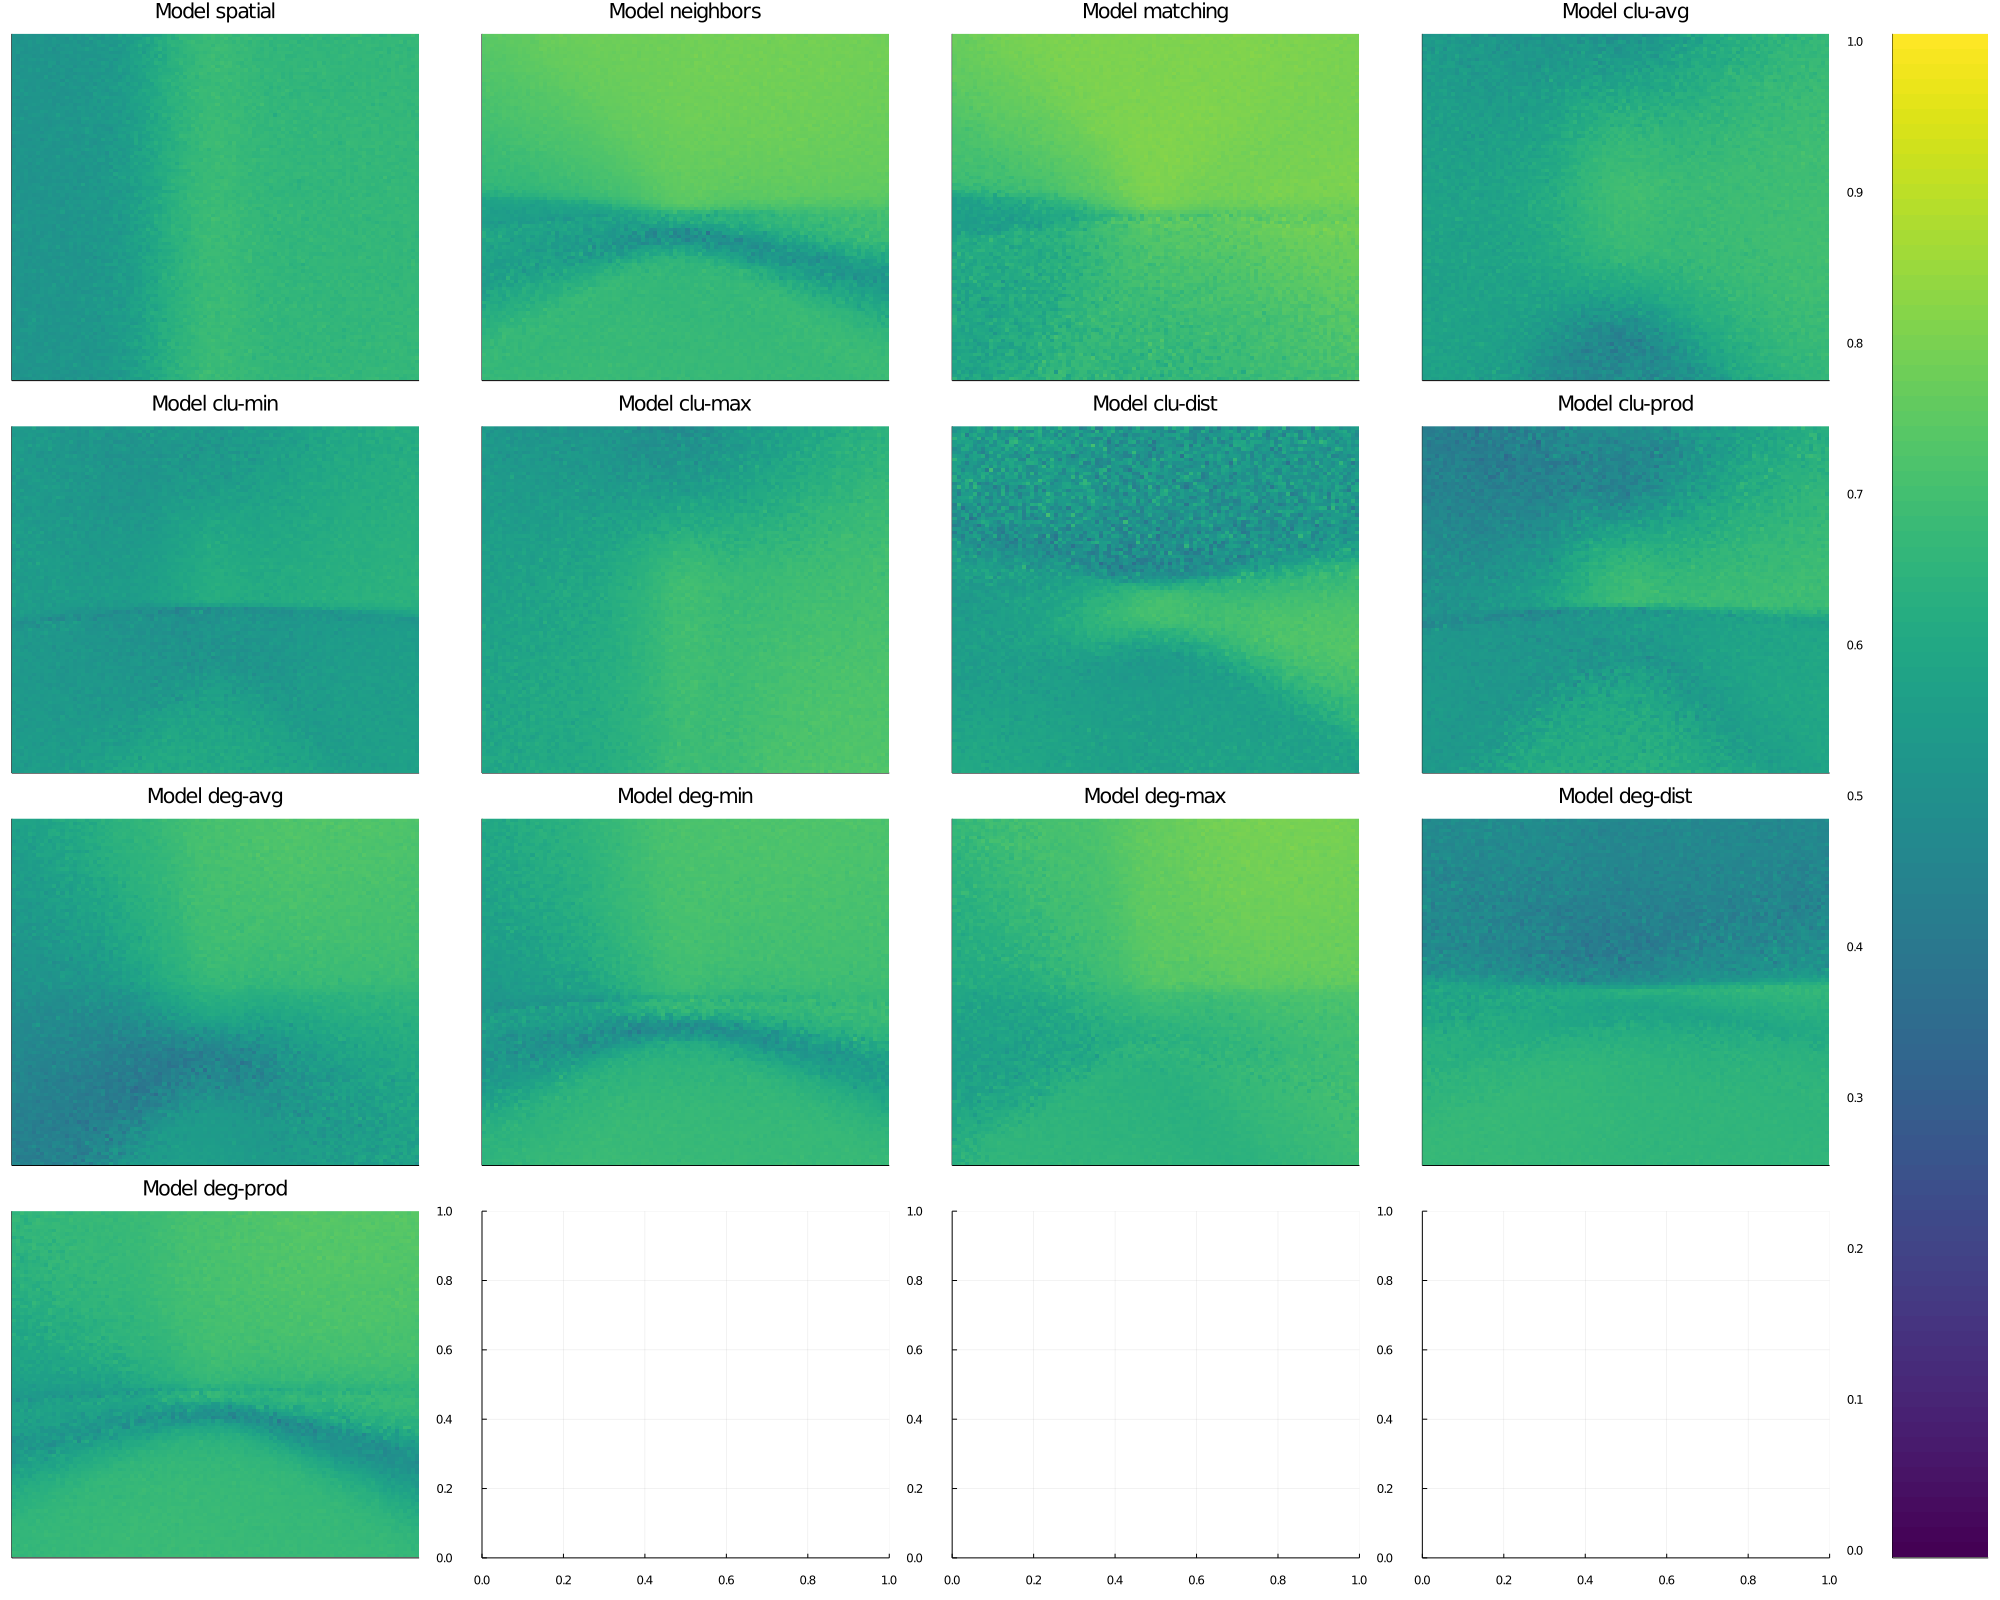 Model spatial
Model neighbors
Model matching
Model clu-avg
1.0
0.9
0.8
Model clu-min
Model clu-max
Model clu-dist
Model clu-prod
0.7
0.6
Model deg-avg
Model deg-min
Model deg-max
Model deg-dist
0.5
0.4
0.3
Model deg-prod
1.0
0.8
0.6
0.4
0.2
0.0
0.0 0.2 0.4 0.6 0.8 1.0
1.0
0.8
0.6
0.4
0.2
0.0
0.0 0.2 0.4 0.6 0.8 1.0
1.0
0.8
0.6
0.4
0.2
0.0
0.0 0.2 0.4 0.6 0.8 1.0
0.2
0.1
0.0